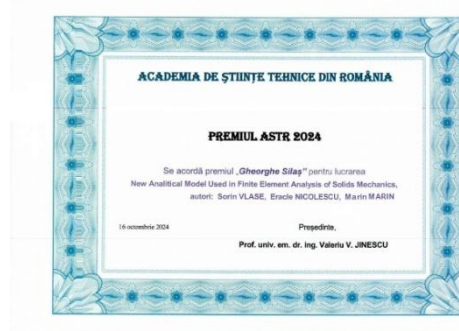 ACADEMIA DE ȘTIINȚE TEHNICE DIN ROMÂNIA
PREMIUL ASTR 2024
Se acordă premiul „Gheorghe Silaș” pentru lucrarea
New Analitical Model Used in Finite Element Analysis of Solids Mechanics,
autori: Sorin VLASE, Eracle NICOLESCU, Marin MARIN
16 octombrie 2024
Președinte,
Prof. univ. em. dr. ing. Valeriu V. JINESCU